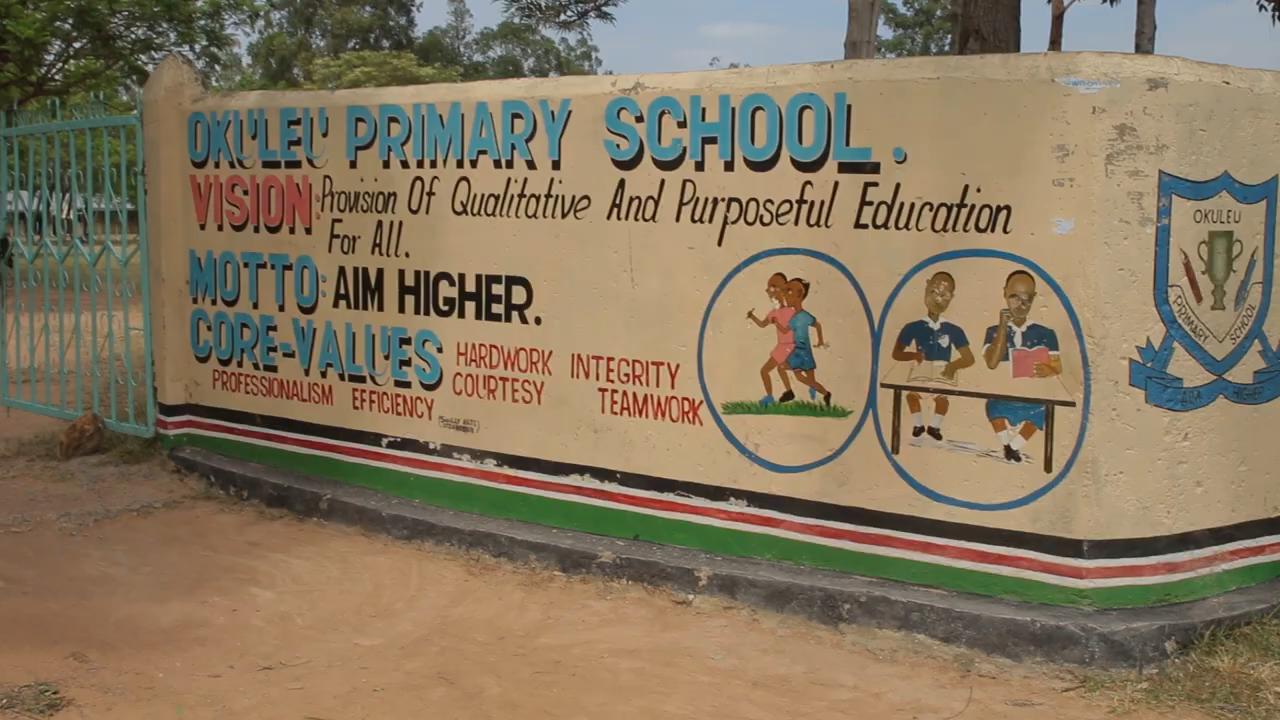 OKULEU PRIMARY SCHOOL.
VISION: Provision Of Qualitative And Purposeful Education
For All.
MOTTO: AIM HIGHER.
CORE-VALUES HARDWORK INTEGRITY
PROFESSIONALISM EFFICIENCY COURTESY TEAMWORK
OKULEU
PRIMARY SCHOOL
AIM HIGHER